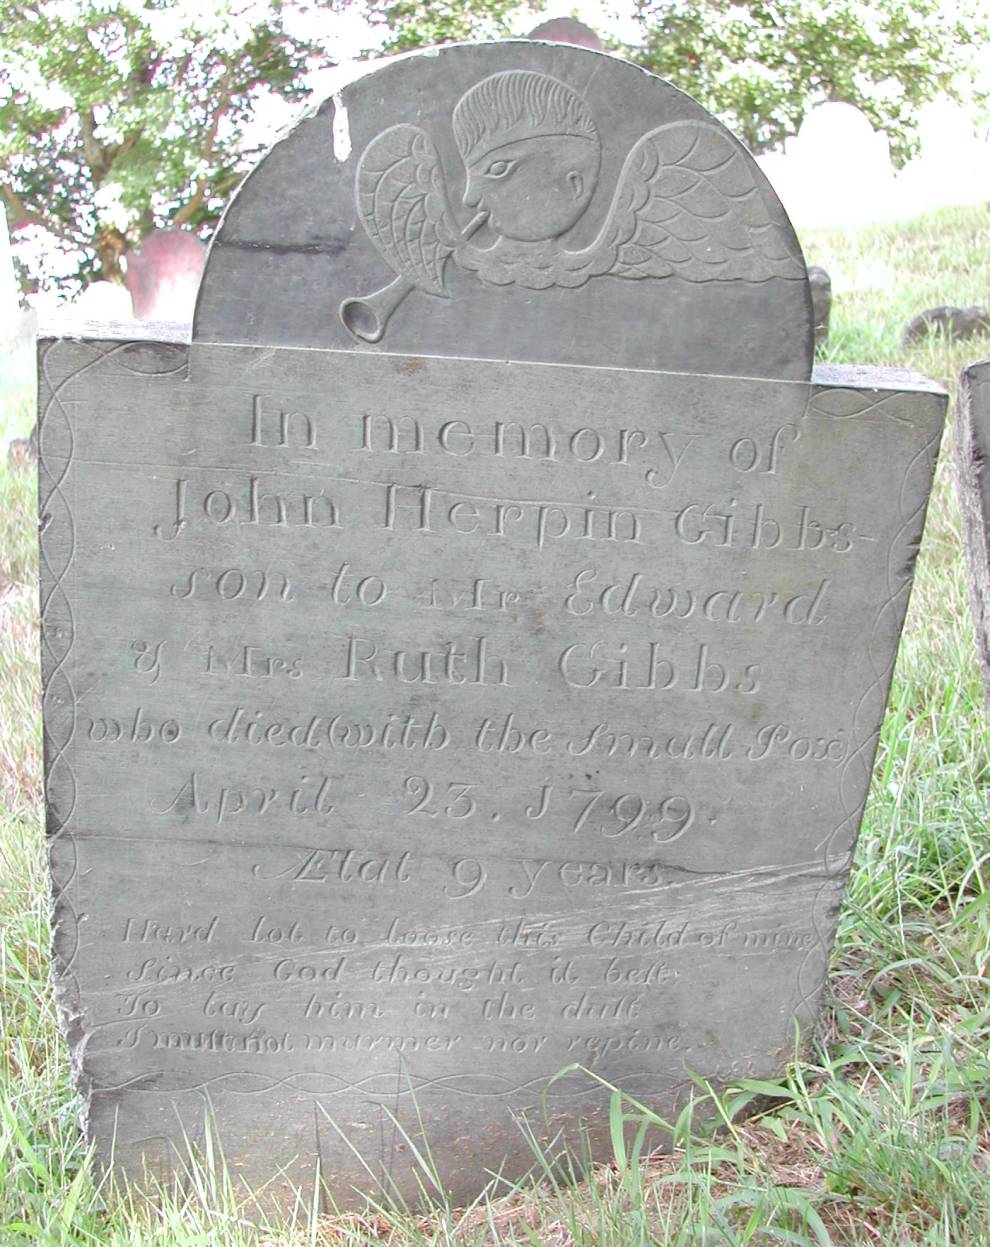 In memory of
John Herpin Gibbs-
son to Mr Edward
& Mrs Ruth Gibbs
who died (with the Small Pox)
April 23. 1799.
Ætat 9 years.
Hard lot to loose this Child of mine
Since God thought it best
To lay him in the dust
I must not murmer nor repine.